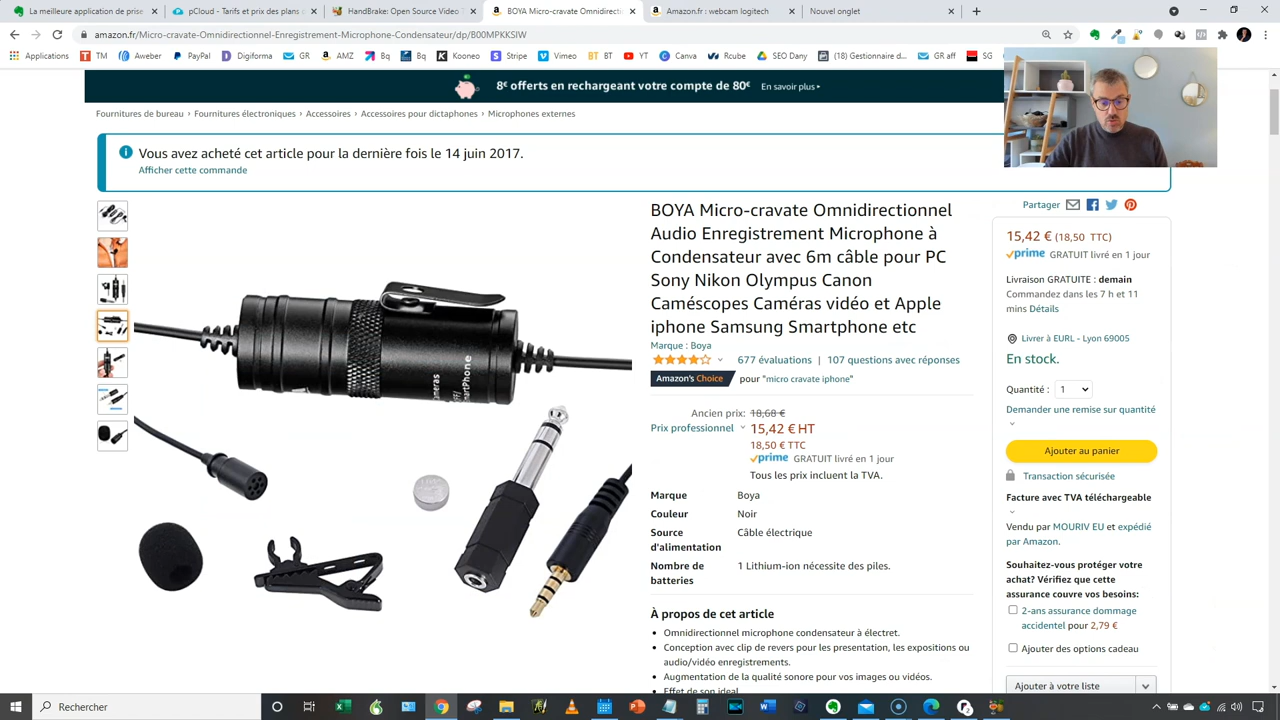 La meilleure application de prise
pCloud - Tarifs et prix des plans c
HandBrake: Open Source Video
BOYA Micro-cravate Omnidirecti
Amazon.fr : livres, DVD, jeux vid
Nouvel onglet
amazon.fr/Micro-cravate-Omnidirectionnel-Enregistrement-Microphone-Condensateur/dp/B00MPKKSIW
Applications
TM
Aweber
PayPal
Digiforma
GR
AMZ
Bq
Bq
Kooneo
Stripe
Vimeo
BT
YT
Canva
Roube
SEO Dany
(18) Gestionnaire d...
GR aff
SG
8€ offerts en rechargeant votre compte de 80€ En savoir plus ▸
Fournitures de bureau › Fournitures électroniques › Accessoires › Accessoires pour dictaphones › Microphones externes
Vous avez acheté cet article pour la dernière fois le 14 juin 2017.
Afficher cette commande
BOYA Micro-cravate Omnidirectionnel
Audio Enregistrement Microphone à
Condensateur avec 6m câble pour PC
Sony Nikon Olympus Canon
Caméscopes Caméras vidéo et Apple
iphone Samsung Smartphone etc
Marque : Boya
677 évaluations | 107 questions avec réponses
Amazon's Choice pour "micro cravate iphone"
Ancien prix: 18,68 €
Prix professionnel 15,42 € HT
18,50 € TTC
prime GRATUIT livré en 1 jour
Tous les prix incluent la TVA.
Marque Boya
Couleur Noir
Source Câble électrique
d'alimentation
Nombre de 1 Lithium-ion nécessite des piles.
batteries
À propos de cet article
Omnidirectionnel microphone condensateur à électret.
Conception avec clip de revers pour les presentation, les expositions ou
audio/vidéo enregistrements.
Augmentation de la qualité sonore pour vos images ou vidéos.
Effet de son ideal
Partager
15,42 € (18,50 TTC)
prime GRATUIT livré en 1 jour
Livraison GRATUITE : demain
Commandez dans les 7 h et 11
mins Détails
Livrer à EURL - Lyon 69005
En stock.
Quantité : 1
Demander une remise sur quantité
Ajouter au panier
Transaction sécurisée
Facture avec TVA téléchargeable
Vendu par MOURIV EU et expédié
par Amazon.
Souhaitez-vous protéger votre
achat? Vérifiez que cette
assurance couvre vos besoins:
2-ans assurance dommage
accidentel pour 2,79 €
Ajouter des options cadeau
Ajouter à votre liste
Rechercher